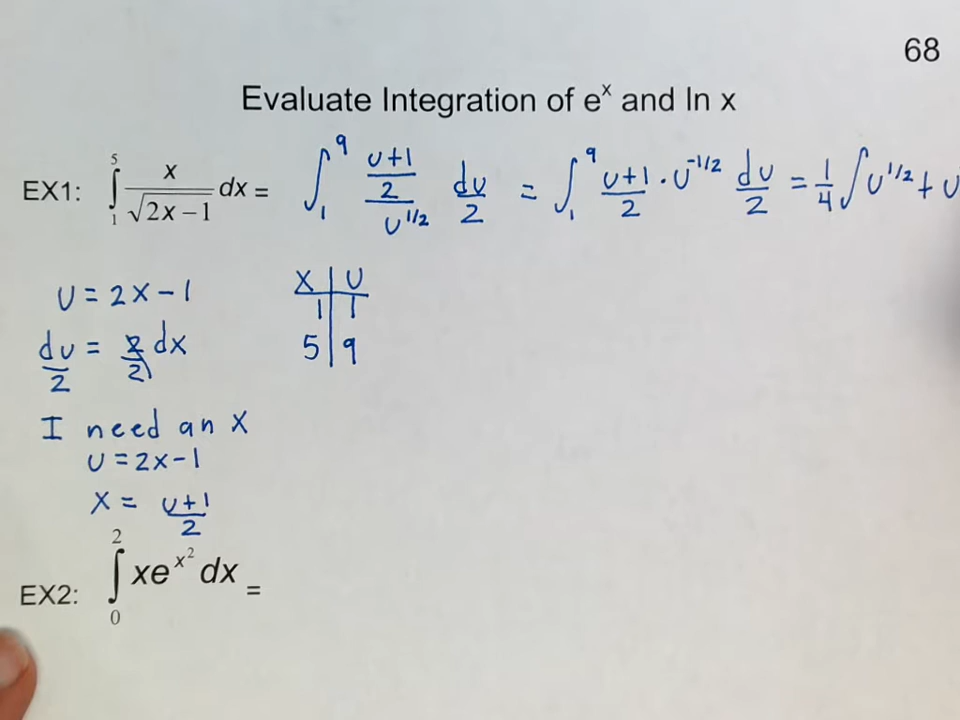 68
Evaluate Integration of eˣ and ln x
EX1: ∫₁⁵ x/√(2x−1) dx = ∫₁⁹ ((u+1)/2)/u^(1/2) du/2 = ∫₁⁹ (u+1)/2 · u^(-1/2) du/2 = 1/4 ∫ u^(1/2) + u
u = 2x−1
du/2 = 2/2 dx
x | u
1 | 1
5 | 9
I need an x
u = 2x−1
x = (u+1)/2
EX2: ∫₀² xe^(x²) dx =